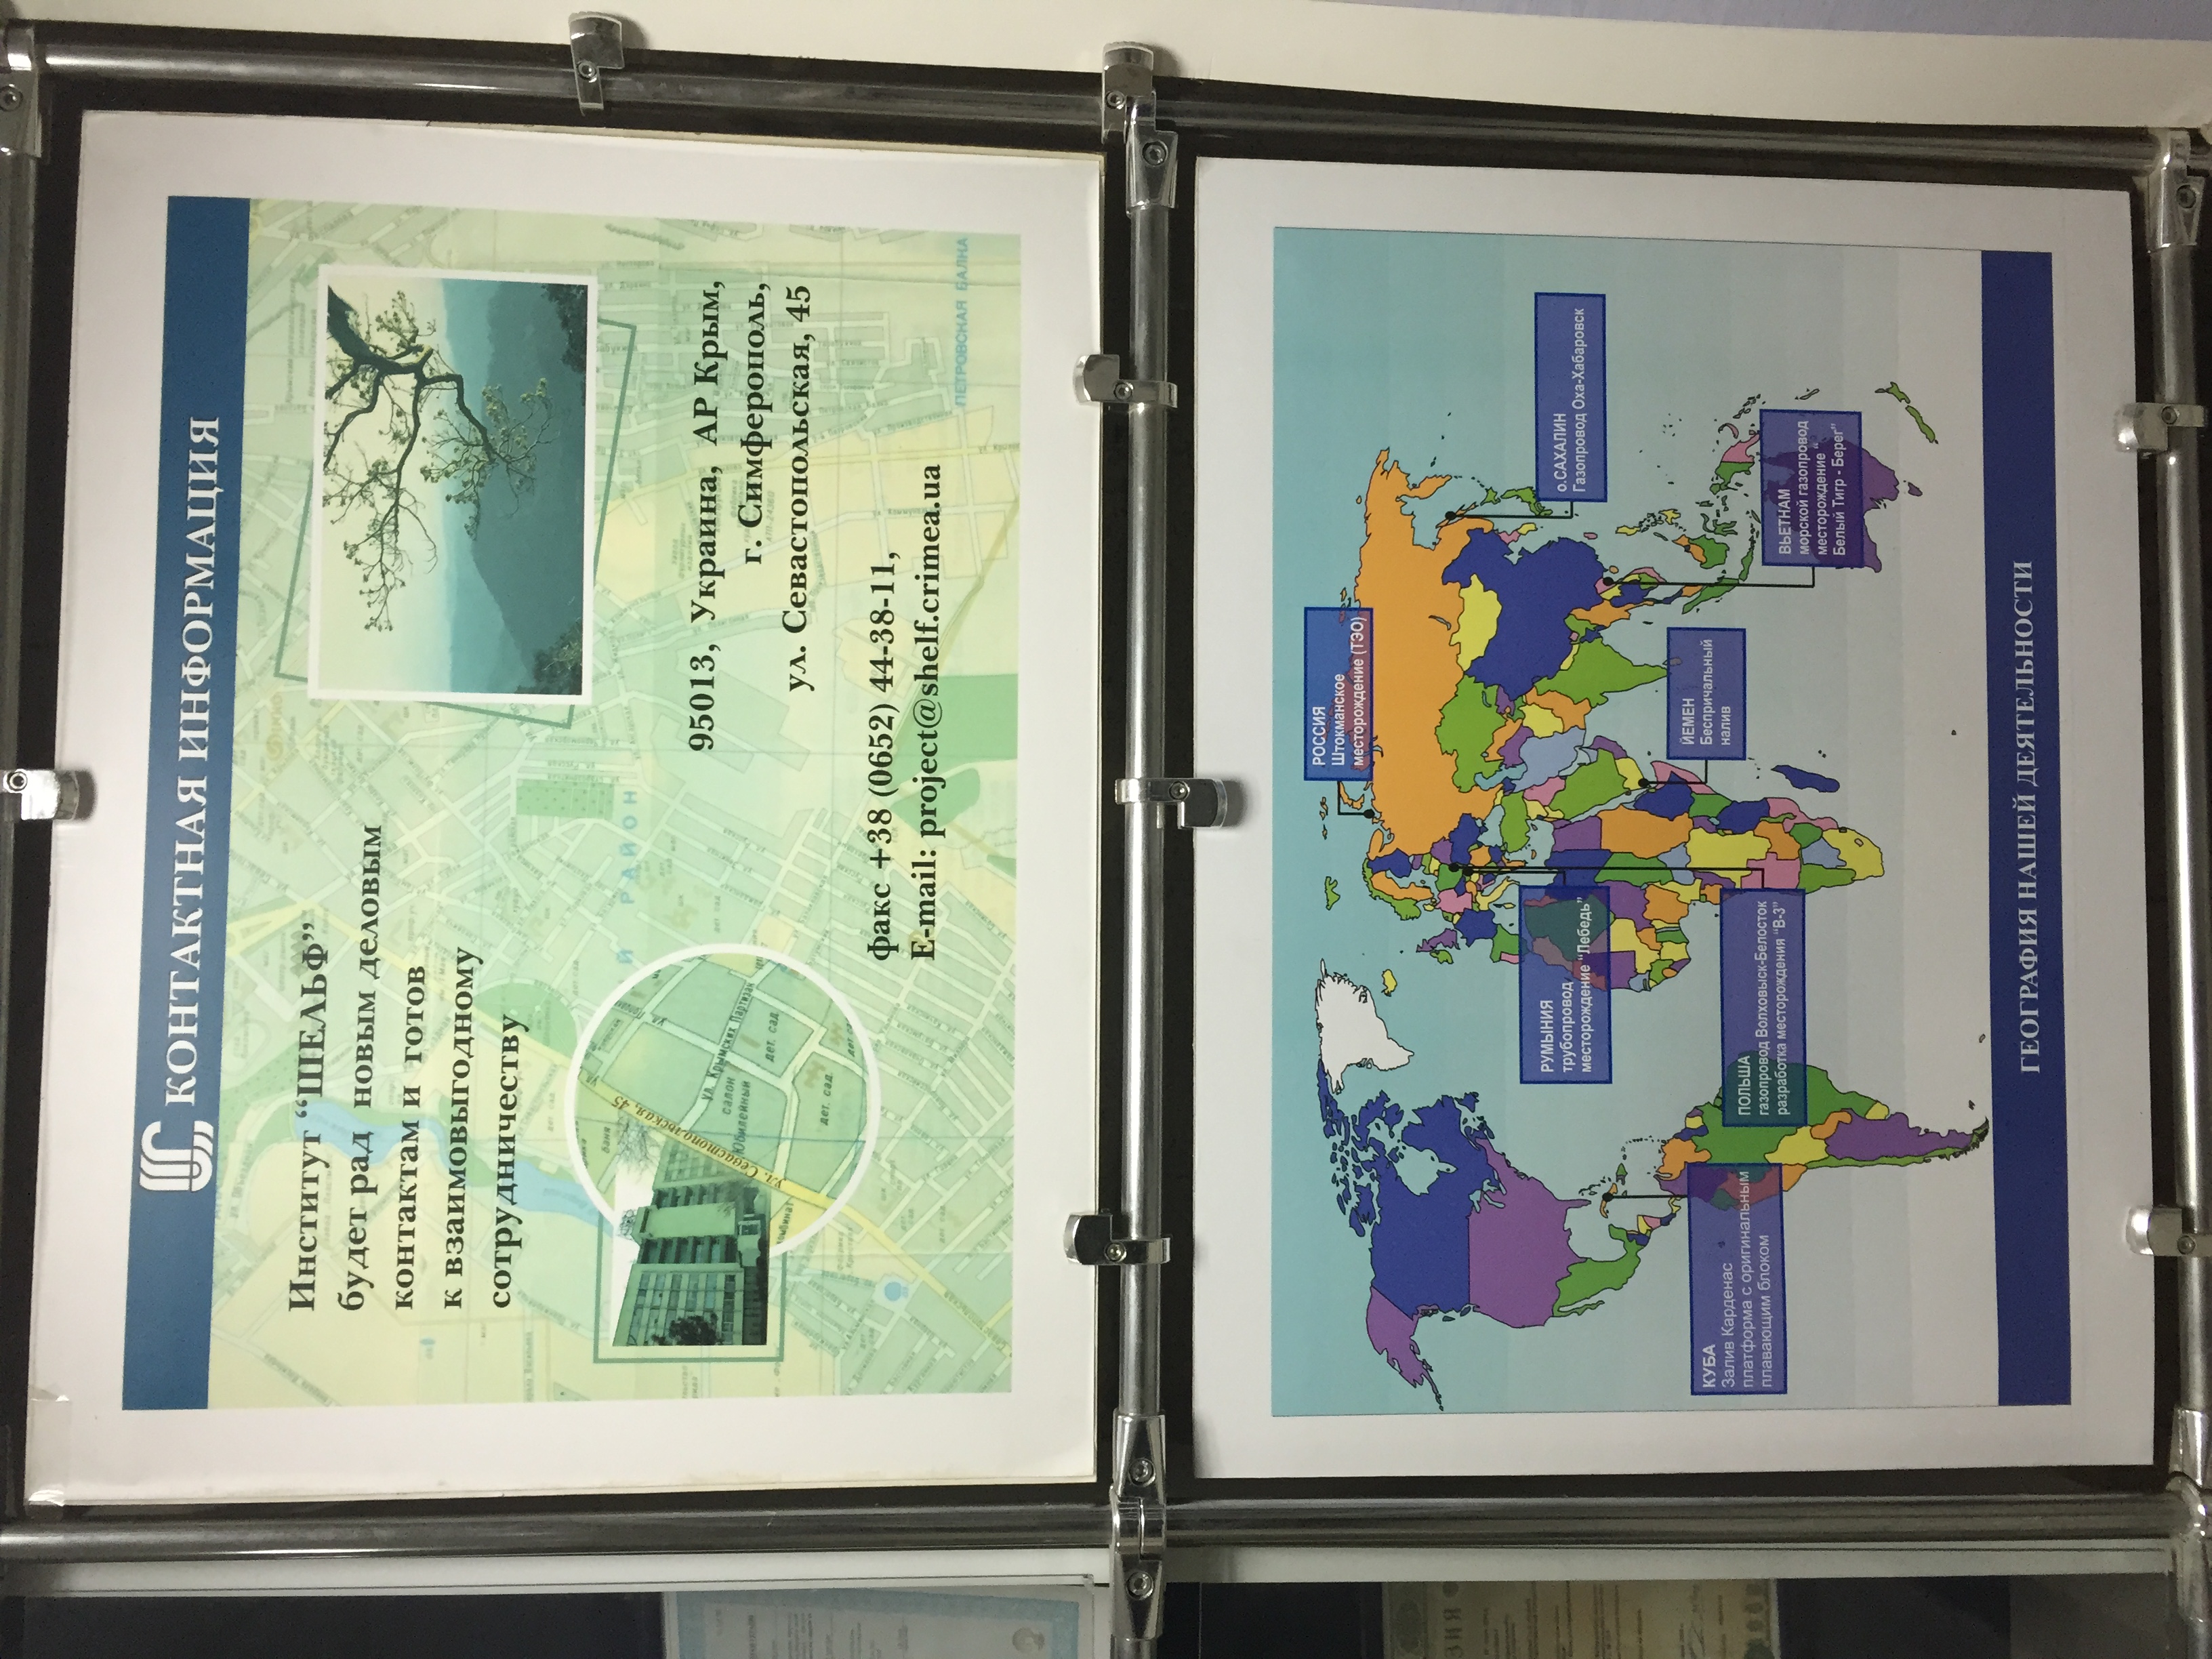 КОНТАКТНАЯ ИНФОРМАЦИЯ
Институт “ШЕЛЬФ”
будет рад новым деловым
контактам и готов
к взаимовыгодному
сотрудничеству
Й РАЙОН
баня
ул. Севастопольская, 45
ул. Крымских Партизан
салон
Юбилейный
дет. сад
дет. сад
95013, Украина, АР Крым,
г. Симферополь,
ул. Севастопольская, 45
факс +38 (0652) 44-38-11,
E-mail: project@shelf.crimea.ua
ПЕТРОВСКАЯ БАЛКА
РОССИЯ
Штокманское
месторождение (ТЭО)
РУМЫНИЯ
трубопровод
месторождение “Лебедь”
о.САХАЛИН
Газопровод Оха-Хабаровск
КУБА
Залив Карденас
платформа с оригинальным
плавающим блоком
ПОЛЬША
газопровод Волховыск-Белосток
разработка месторождения “В-3”
ЙЕМЕН
Беспричальный
налив
ВЬЕТНАМ
морской газопровод
месторождение “
Белый Тигр - Берег”
ГЕОГРАФИЯ НАШЕЙ ДЕЯТЕЛЬНОСТИ